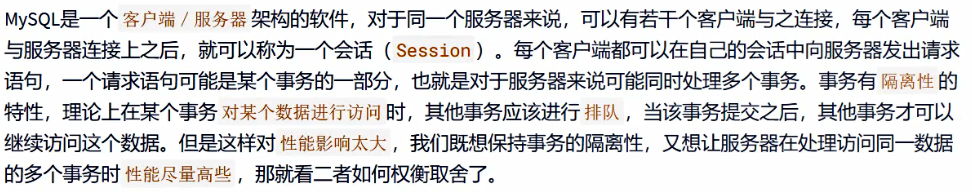 MySQL是一个 客户端／服务器 架构的软件，对于同一个服务器来说，可以有若干个客户端与之连接，每个客户端
与服务器连接上之后，就可以称为一个会话（ Session ）。每个客户端都可以在自己的会话中向服务器发出请求
语句，一个请求语句可能是某个事务的一部分，也就是对于服务器来说可能同时处理多个事务。事务有 隔离性 的
特性，理论上在某个事务 对某个数据进行访问 时，其他事务应该进行 排队 ，当该事务提交之后，其他事务才可以
继续访问这个数据。但是这样对 性能影响太大 ，我们既想保持事务的隔离性，又想让服务器在处理访问同一数据
的多个事务时 性能尽量高些 ，那就看二者如何权衡取舍了。